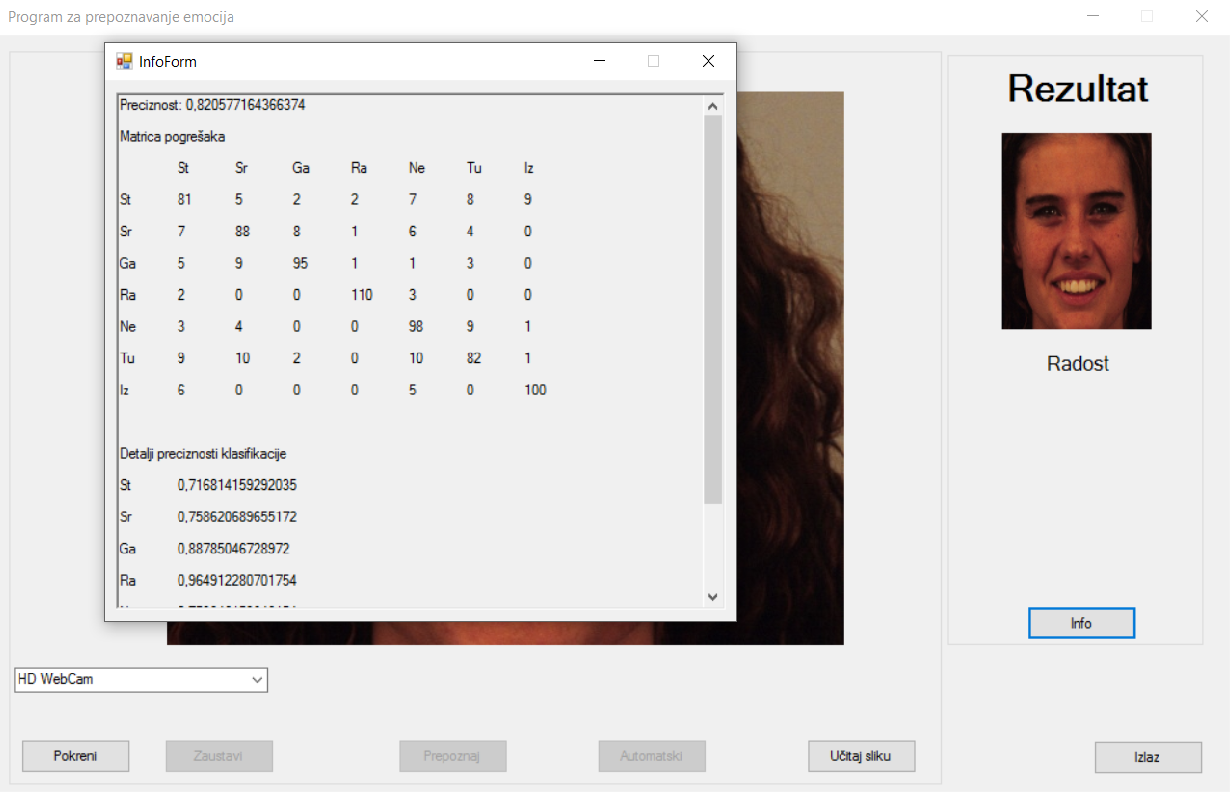 Program za prepoznavanje emocija
InfoForm
Preciznost: 0,820577164366374
Matrica pogrešaka
St Sr Ga Ra Ne Tu Iz
St 81 5 2 2 7 8 9
Sr 7 88 8 1 6 4 0
Ga 5 9 95 1 1 3 0
Ra 2 0 0 110 3 0 0
Ne 3 4 0 0 98 9 1
Tu 9 10 2 0 10 82 1
Iz 6 0 0 0 5 0 100
Detalji preciznosti klasifikacije
St 0,716814159292035
Sr 0,758620689655172
Ga 0,88785046728972
Ra 0,964912280701754
Rezultat
Radost
Info
HD WebCam
Pokreni
Zaustavi
Prepoznaj
Automatski
Učitaj sliku
Izlaz